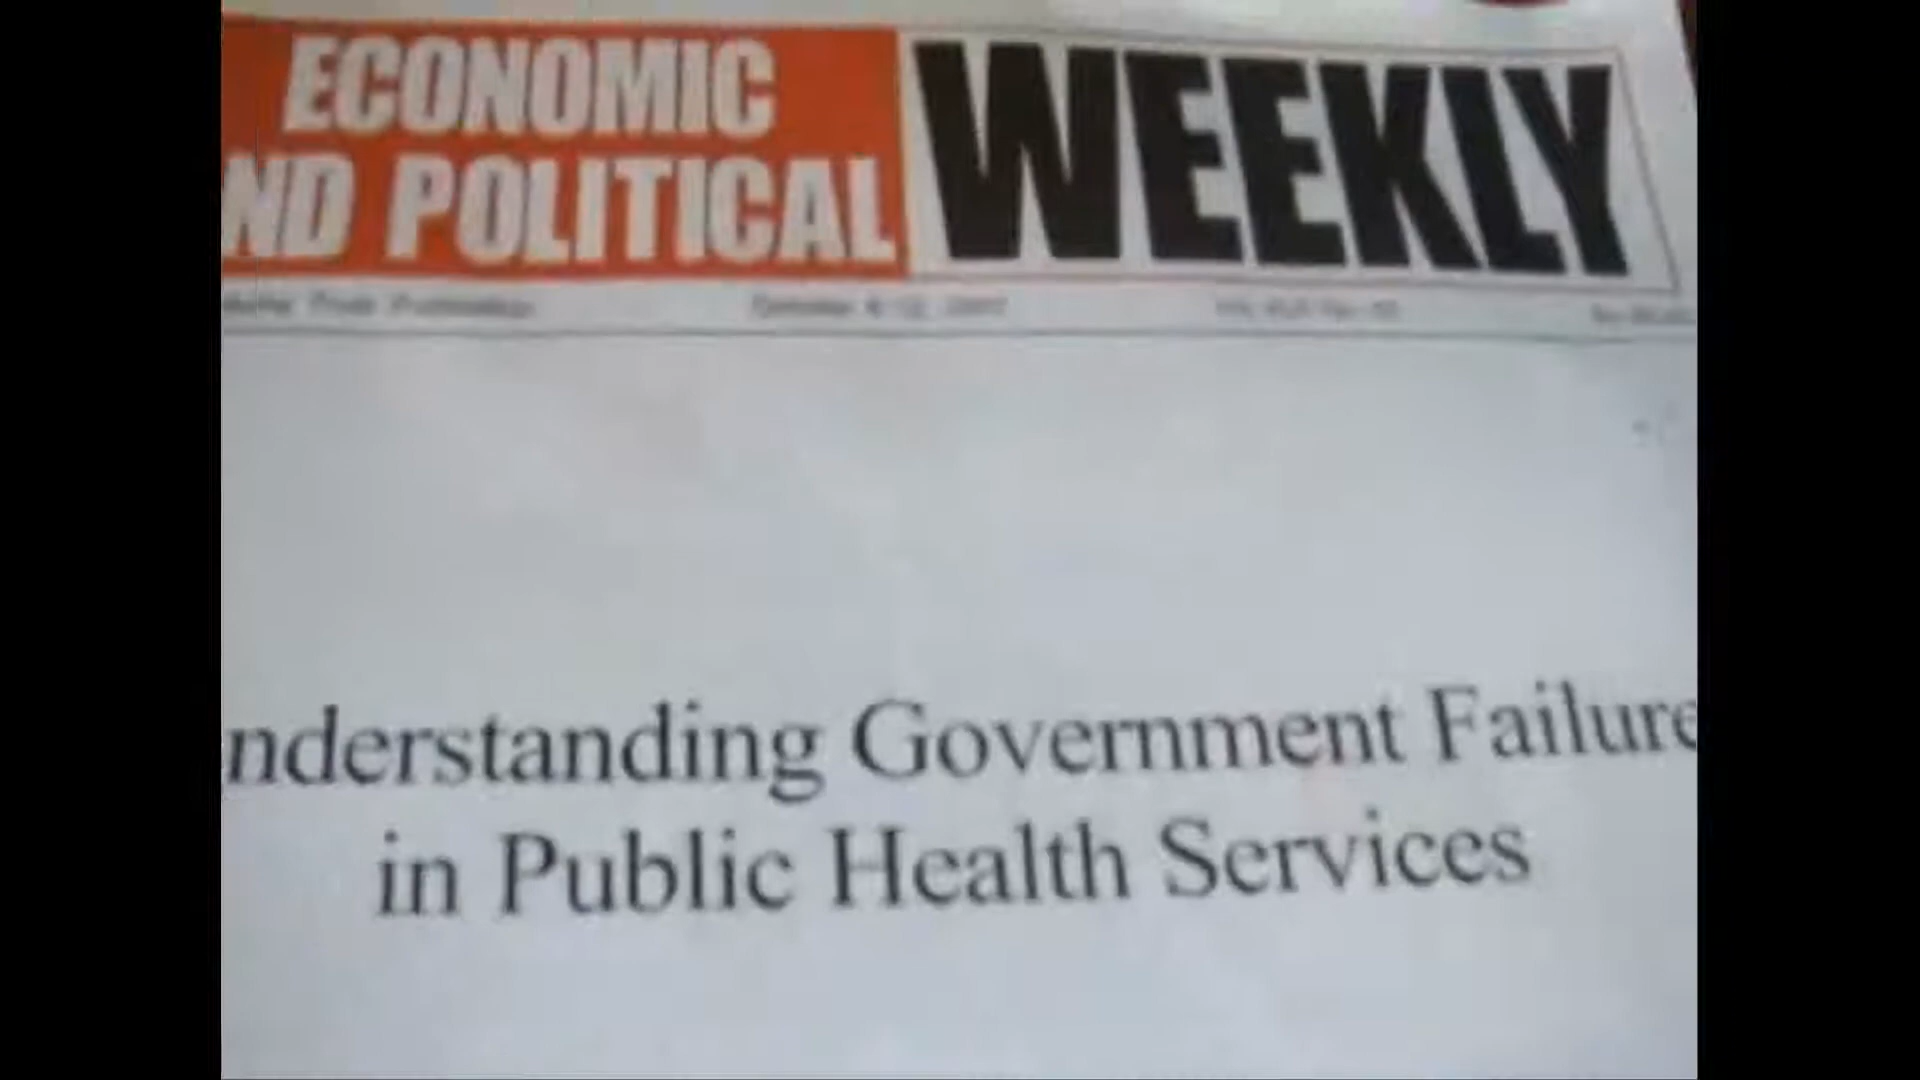 ECONOMIC
ND POLITICAL
WEEKLY
nderstanding Government Failure
in Public Health Services